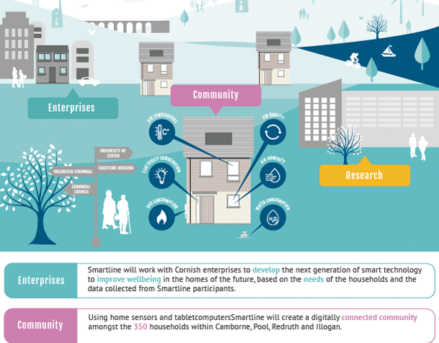 Community
Enterprises
AIR TEMPERATURE
AIR QUALITY
UNIVERSITY OF
EXETER
VOLUNTEER CORNWALL
COASTLINE HOUSING
CORNWALL
COUNCIL
ELECTRICITY CONSUMPTION
AIR HUMIDITY
GAS CONSUMPTION
WATER CONSUMPTION
C°
H₂O
Research
Enterprises
Smartline will work with Cornish enterprises to develop the next generation of smart technology
to improve wellbeing in the homes of the future, based on the needs of the households and the
data collected from Smartline participants.
Community
Using home sensors and tabletcomputersSmartline will create a digitally connected community
amongst the 350 households within Camborne, Pool, Redruth and Illogan.